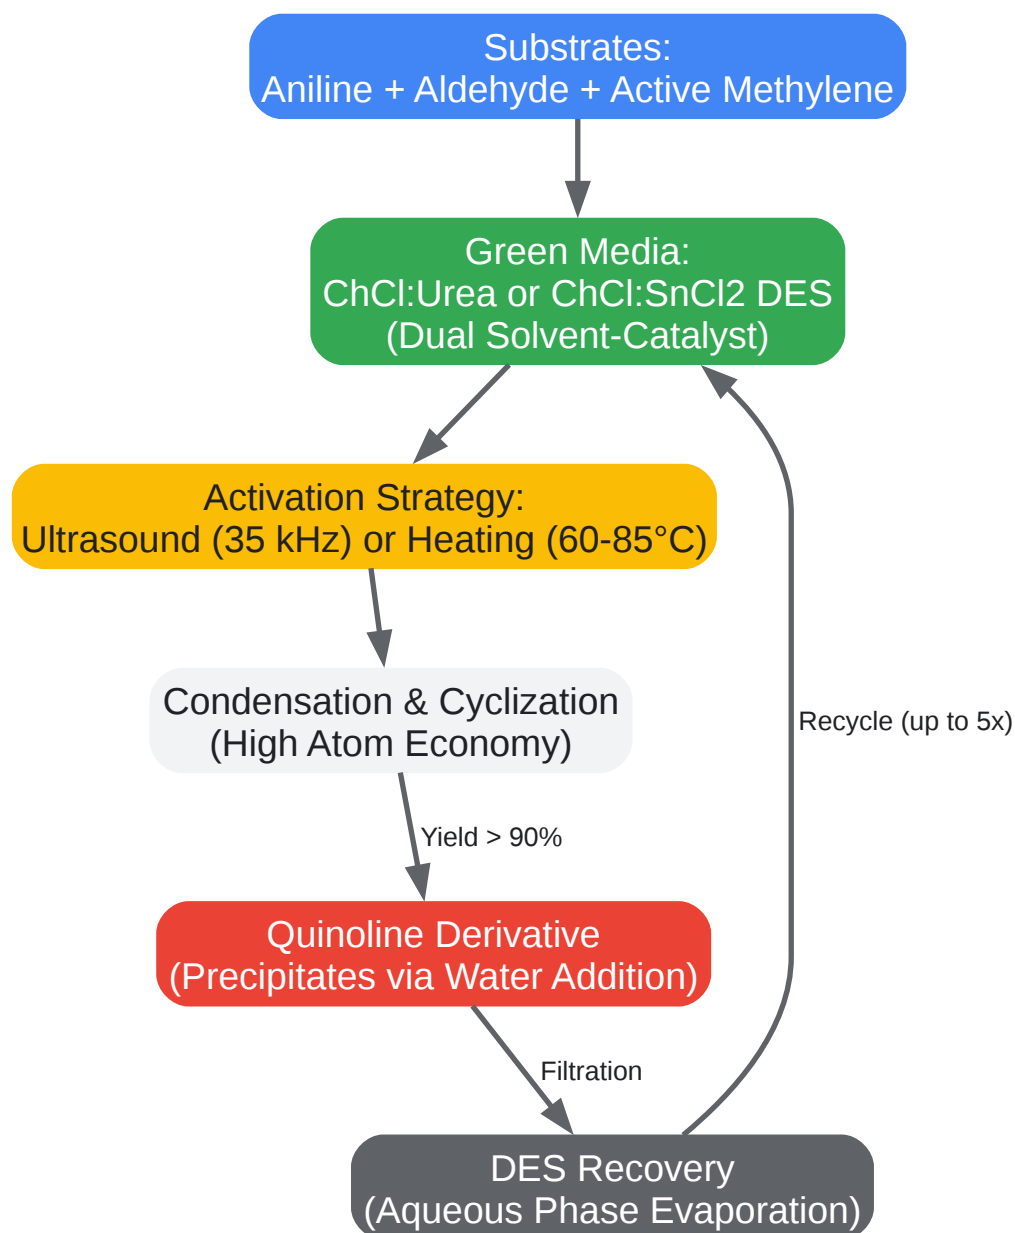 Substrates:
Aniline + Aldehyde + Active Methylene
Green Media:
ChCl:Urea or ChCl:SnCl2 DES
(Dual Solvent-Catalyst)
Activation Strategy:
Ultrasound (35 kHz) or Heating (60-85°C)
Condensation & Cyclization
(High Atom Economy)
Recycle (up to 5x)
Yield > 90%
Quinoline Derivative
(Precipitates via Water Addition)
Filtration
DES Recovery
(Aqueous Phase Evaporation)